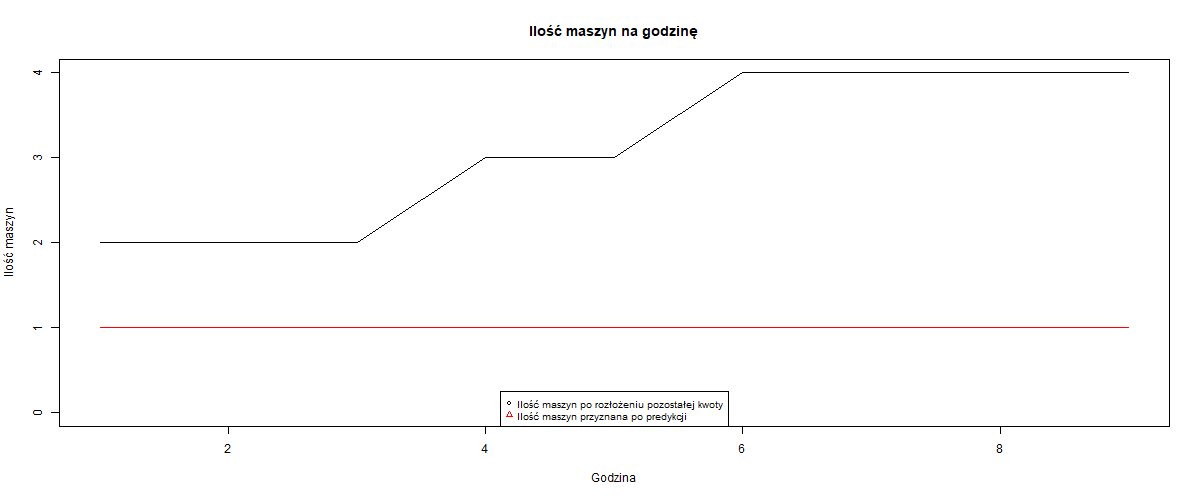 Ilość maszyn na godzinę
Ilość maszyn
4
3
2
1
0
Ilość maszyn po rozłożeniu pozostałej kwoty
Ilość maszyn przyznana po predykcji
2 4 6 8
Godzina